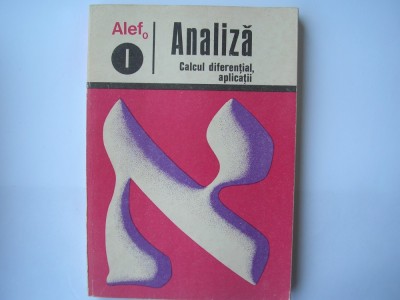 Alef₀
I
Analiză
Calcul diferențial,
aplicații
א